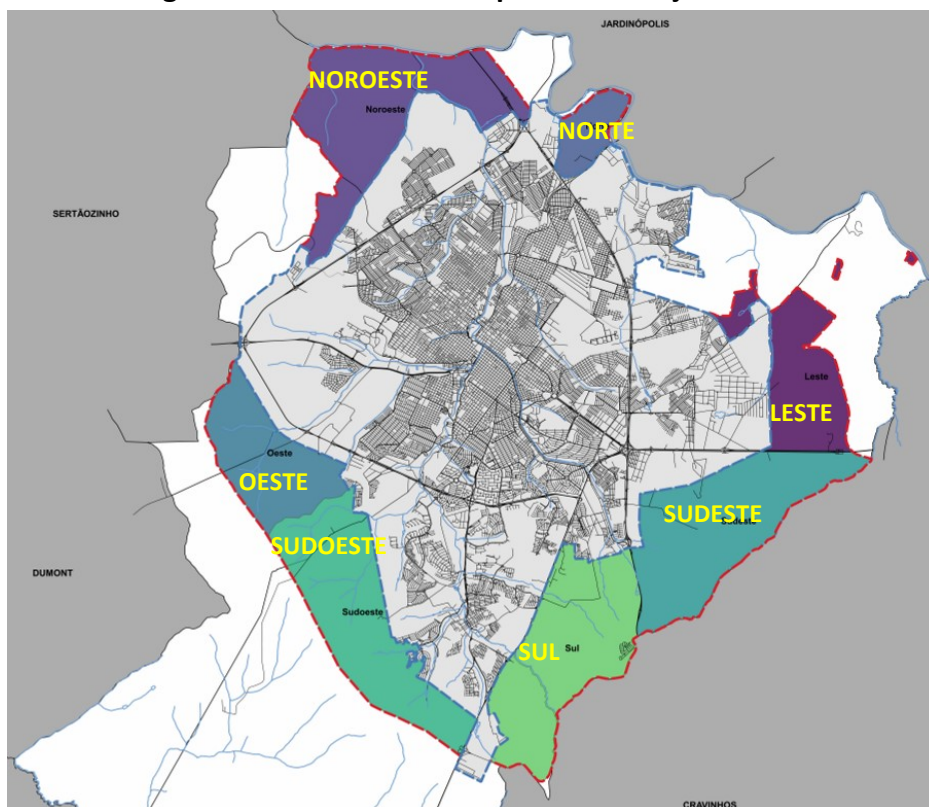 JARDINÓPOLIS
NOROESTE
Noroeste
NORTE
SERTÃOZINHO
Leste
LESTE
Oeste
OESTE
SUDESTE
SUDOESTE
DUMONT
Sudoeste
SUL
Sul
CRAVINHOS